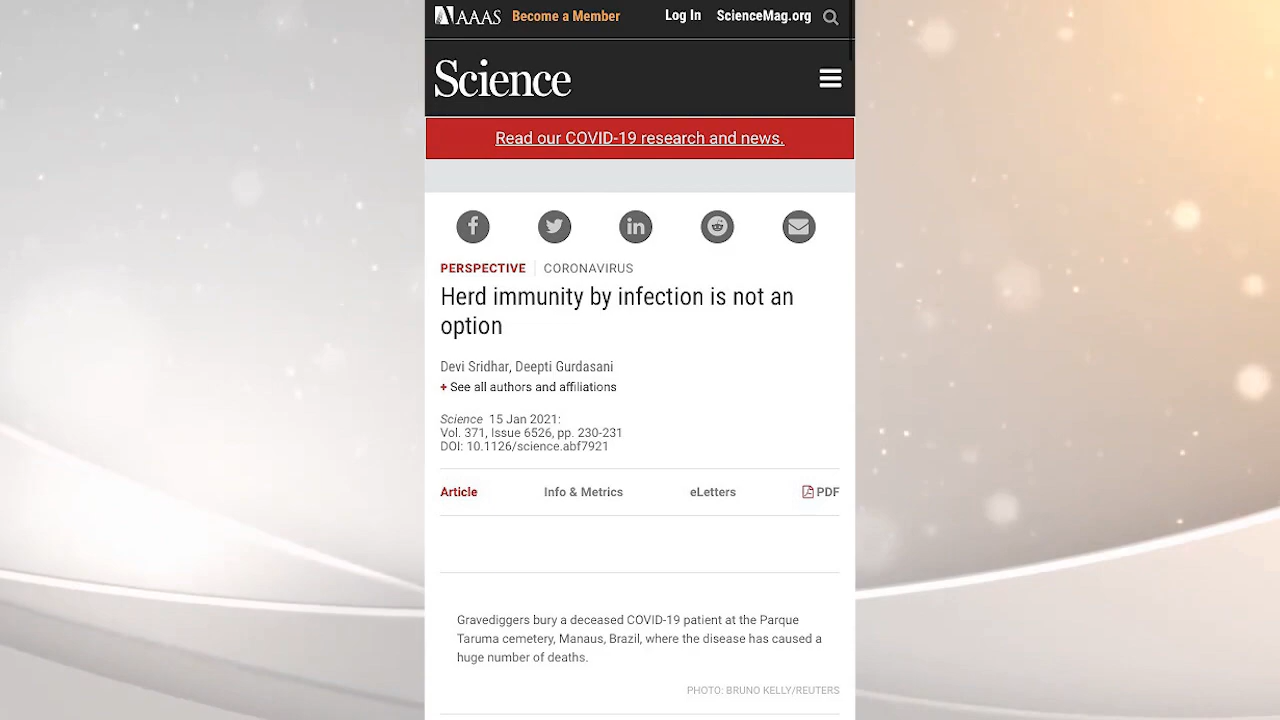 AAAS Become a Member Log In ScienceMag.org
Science
Read our COVID-19 research and news.
PERSPECTIVE CORONAVIRUS
Herd immunity by infection is not an
option
Devi Sridhar, Deepti Gurdasani
+ See all authors and affiliations
Science 15 Jan 2021:
Vol. 371, Issue 6526, pp. 230-231
DOI: 10.1126/science.abf7921
Article Info & Metrics eLetters PDF
Gravediggers bury a deceased COVID-19 patient at the Parque
Taruma cemetery, Manaus, Brazil, where the disease has caused a
huge number of deaths.
PHOTO: BRUNO KELLY/REUTERS